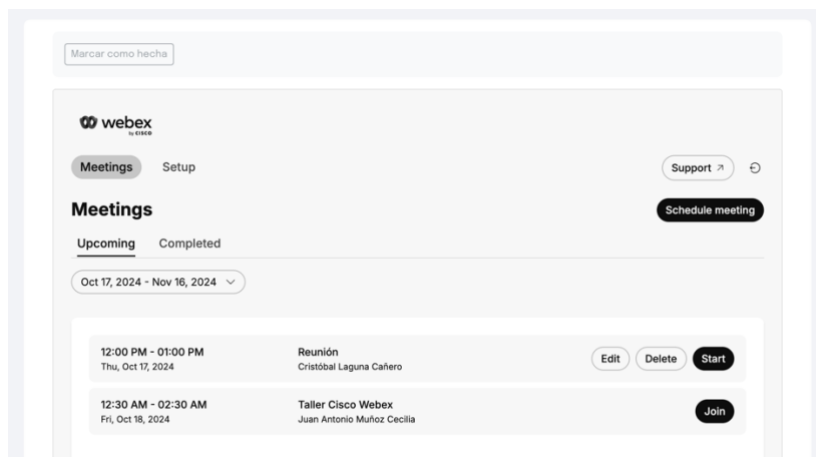 Marcar como hecha
webex
by CISCO
Meetings Setup Support
Meetings Schedule meeting
Upcoming Completed
Oct 17, 2024 - Nov 16, 2024
12:00 PM - 01:00 PM Reunión Edit Delete Start
Thu, Oct 17, 2024 Cristóbal Laguna Cañero
12:30 AM - 02:30 AM Taller Cisco Webex Join
Fri, Oct 18, 2024 Juan Antonio Muñoz Cecilia